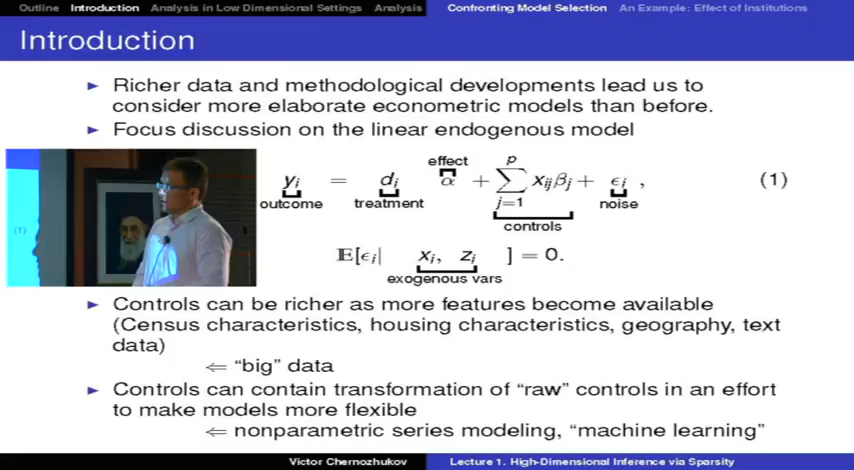 Outline Introduction Analysis in Low Dimensional Settings Analysis Confronting Model Selection An Example: Effect of Institutions
Introduction
► Richer data and methodological developments lead us to
consider more elaborate econometric models than before.
► Focus discussion on the linear endogenous model
effect
y_i = d_i α + ∑_{j=1}^{p} x_{ij}β_j + ϵ_i , (1)
outcome treatment controls noise
𝔼[ϵ_i| x_i, z_i ] = 0.
exogenous vars
(1)
► Controls can be richer as more features become available
(Census characteristics, housing characteristics, geography, text
data)
⇐ “big” data
► Controls can contain transformation of “raw” controls in an effort
to make models more flexible
⇐ nonparametric series modeling, “machine learning”
Victor Chernozhukov Lecture 1. High-Dimensional Inference via Sparsity